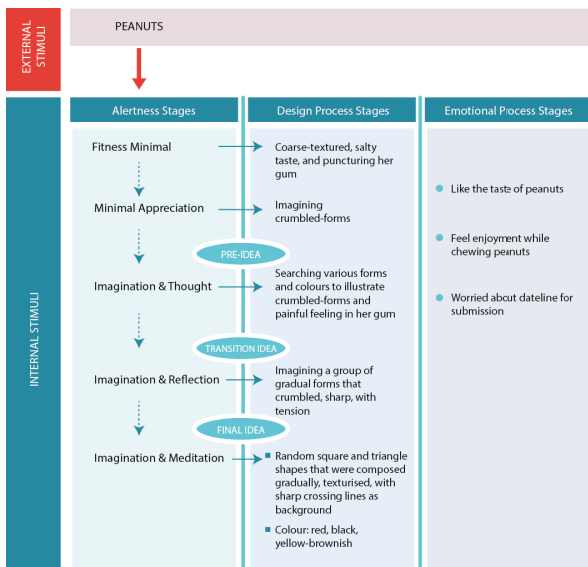 EXTERNAL
STIMULI
PEANUTS
INTERNAL STIMULI
Alertness Stages
Design Process Stages
Emotional Process Stages
Fitness Minimal
Coarse-textured, salty
taste, and puncturing her
gum
Minimal Appreciation
Imagining
crumbled-forms
PRE-IDEA
Imagination & Thought
Searching various forms
and colours to illustrate
crumbled-forms and
painful feeling in her gum
TRANSITION IDEA
Imagination & Reflection
Imagining a group of
gradual forms that
crumbled, sharp, with
tension
FINAL IDEA
Imagination & Meditation
Random square and triangle
shapes that were composed
gradually, texturised, with
sharp crossing lines as
background
Colour: red, black,
yellow-brownish
Like the taste of peanuts
Feel enjoyment while
chewing peanuts
Worried about dateline for
submission